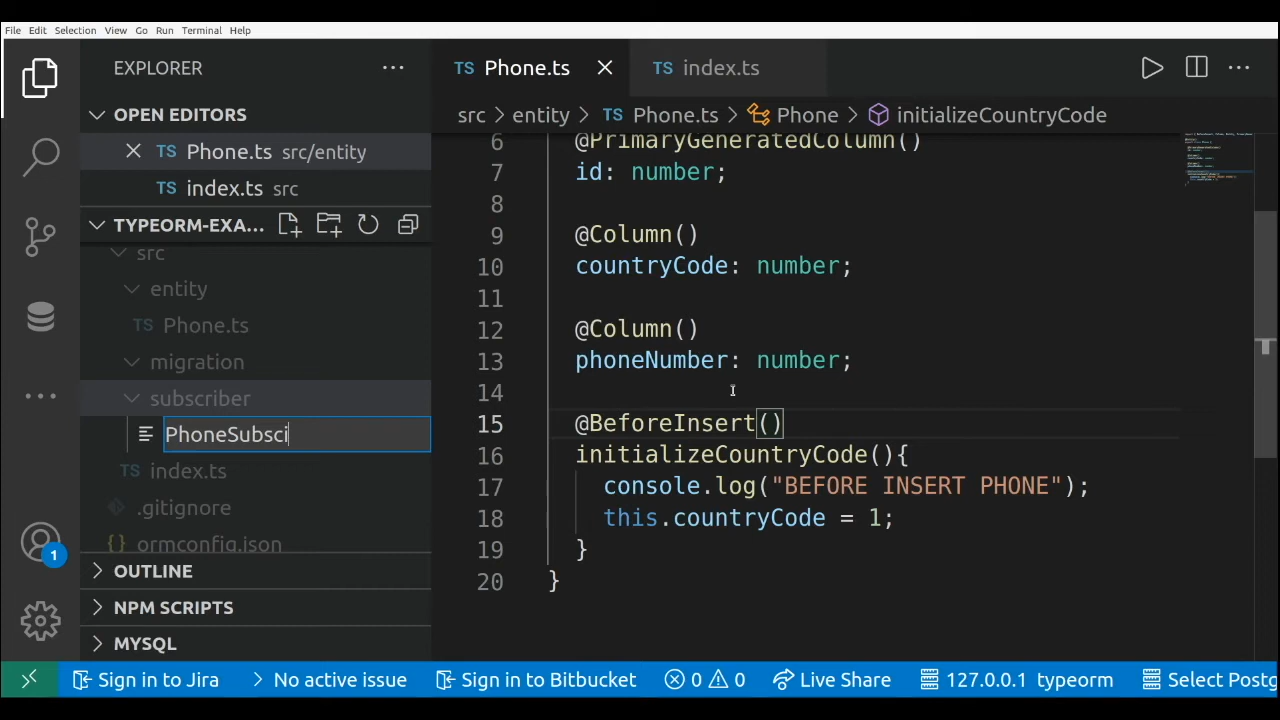 File Edit Selection View Go Run Terminal Help
EXPLORER
OPEN EDITORS
TS Phone.ts src/entity
TS index.ts src
TYPEORM-EXA...
src
entity
TS Phone.ts
migration
subscriber
PhoneSubsci
TS index.ts
.gitignore
{} ormconfig.json
OUTLINE
NPM SCRIPTS
MYSQL
1
TS Phone.ts
TS index.ts
src > entity > TS Phone.ts > Phone > initializeCountryCode
6 @PrimaryGeneratedColumn()
7 id: number;
8
9 @Column()
10 countryCode: number;
11
12 @Column()
13 phoneNumber: number;
14
15 @BeforeInsert()
16 initializeCountryCode(){
17 console.log("BEFORE INSERT PHONE");
18 this.countryCode = 1;
19 }
20 }
Sign in to Jira No active issue Sign in to Bitbucket 0 0 Live Share 127.0.0.1 typeorm Select Postg